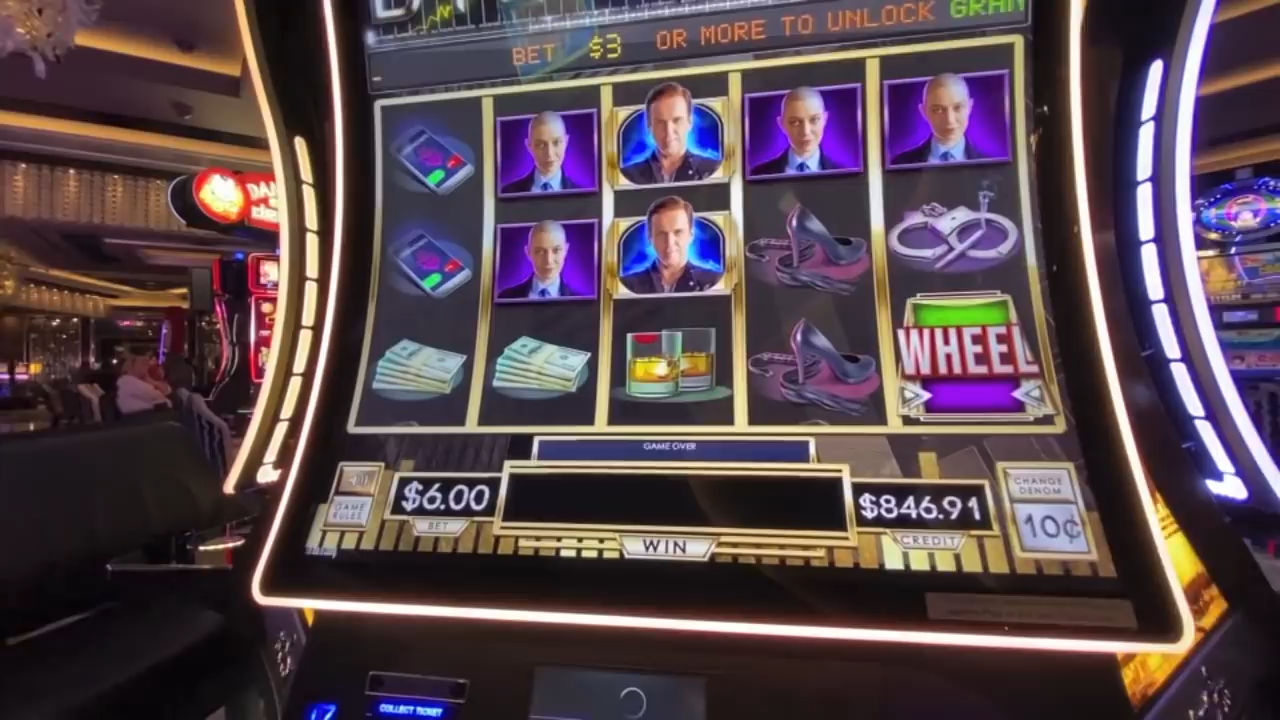 BET $3 OR MORE TO UNLOCK GRAN
WHEEL
GAME OVER
GAME
RULES
$6.00
BET
WIN
$846.91
CREDIT
CHANGE
DENOM
10¢
COLLECT TICKET